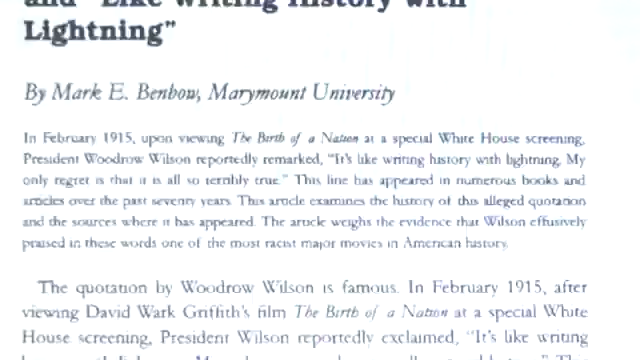 and "Like Writing History with
Lightning"
By Mark E. Benbow, Marymount University
In February 1915, upon viewing The Birth of a Nation at a special White House screening,
President Woodrow Wilson reportedly remarked, "It's like writing history with lightning. My
only regret is that it is all so terribly true." This line has appeared in numerous books and
articles over the past seventy years. This article examines the history of this alleged quotation
and the sources where it has appeared. The article weighs the evidence that Wilson effusively
praised in these words one of the most racist major movies in American history.
The quotation by Woodrow Wilson is famous. In February 1915, after
viewing David Wark Griffith's film The Birth of a Nation at a special White
House screening, President Wilson reportedly exclaimed, "It's like writing